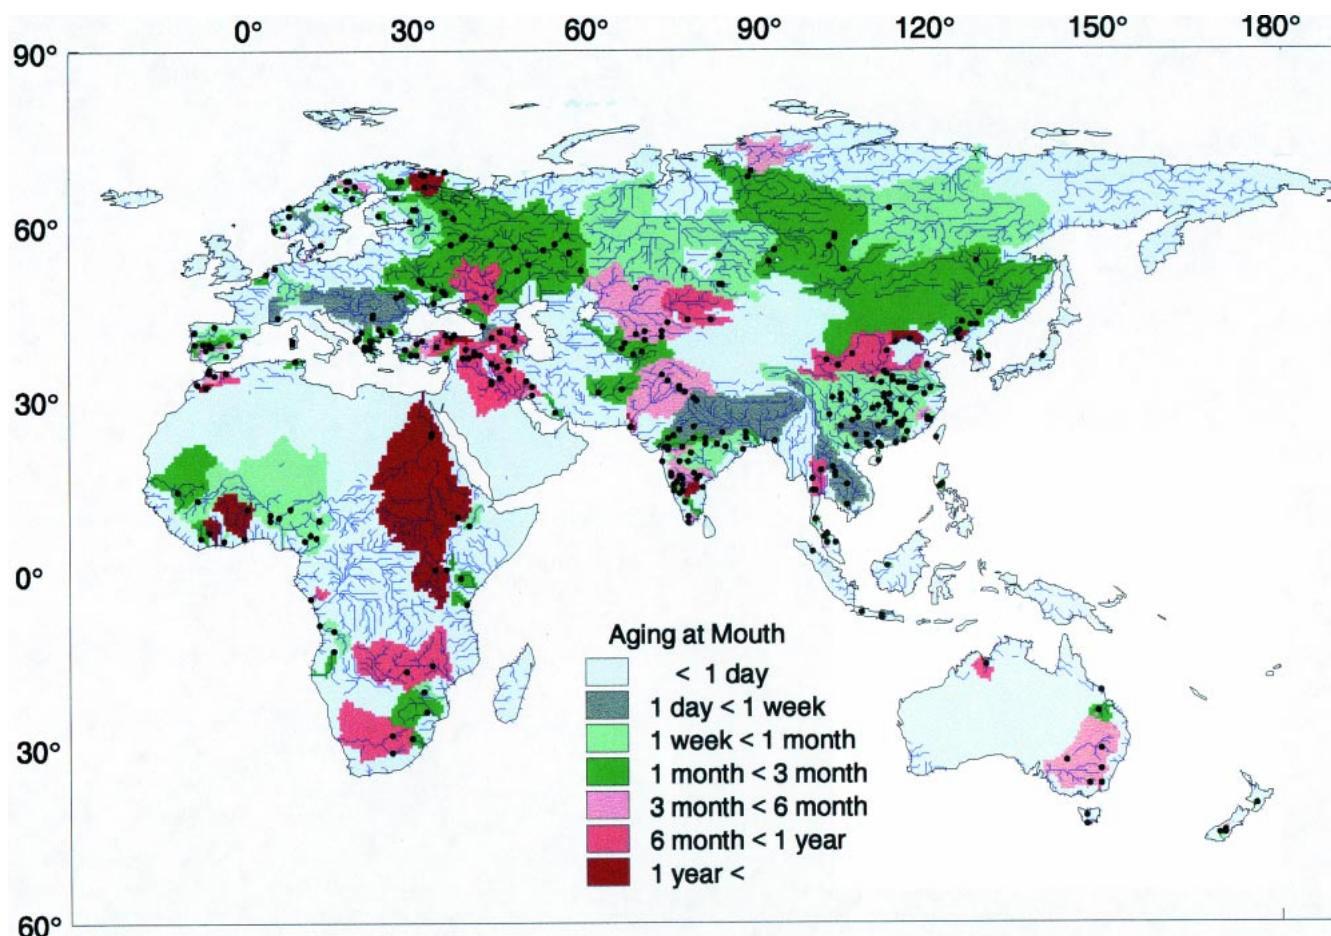 0° 30° 60° 90° 120° 150° 180°
90°
60°
30°
0°
30°
60°
Aging at Mouth
< 1 day
1 day < 1 week
1 week < 1 month
1 month < 3 month
3 month < 6 month
6 month < 1 year
1 year <